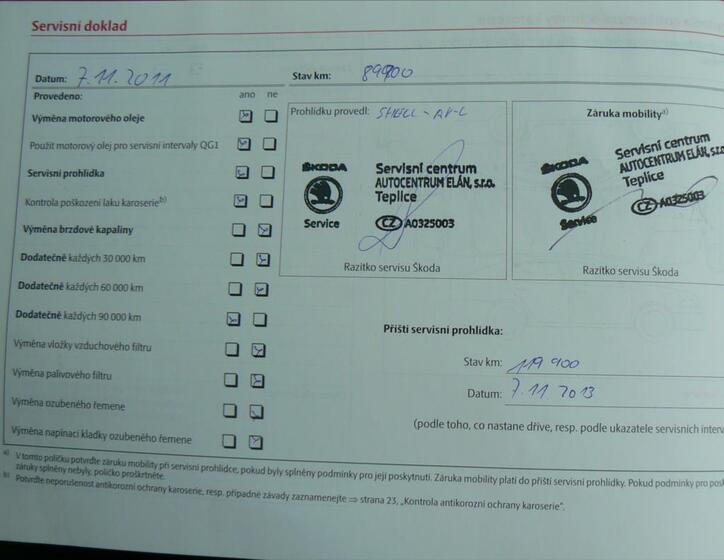 Servisní doklad
Datum: 7.11.2011
Stav km: 89900
Provedeno:
ano ne
Výměna motorového oleje
Použit motorový olej pro servisní intervaly QG1
Servisní prohlídka
Kontrola poškození laku karoserie b)
Výměna brzdové kapaliny
Dodatečně každých 30 000 km
Dodatečně každých 60 000 km
Dodatečně každých 90 000 km
Výměna vložky vzduchového filtru
Výměna palivového filtru
Výměna ozubeného řemene
Výměna napínací kladky ozubeného řemene
Prohlídku provedl: SHELL - AV-L
ŠKODA
Service
Servisní centrum
AUTOCENTRUM ELÁN, s.r.o.
Teplice
CZ A0325003
Razítko servisu Škoda
Záruka mobility a)
ŠKODA
Service
Servisní centrum
AUTOCENTRUM ELÁN, s.r.o.
Teplice
CZ A0325003
Razítko servisu Škoda
Příští servisní prohlídka:
Stav km: 119 900
Datum: 7.11 2013
(podle toho, co nastane dříve, resp. podle ukazatele servisních interv
a) V tomto políčku potvrďte záruku mobility při servisní prohlídce, pokud byly splněny podmínky pro její poskytnutí. Záruka mobility platí do příští servisní prohlídky. Pokud podmínky pro posk
záruky splněny nebyly, políčko proškrtněte.
b) Potvrďte neporušenost antikorozní ochrany karoserie, resp. případné závady zaznamenejte ⇒ strana 23, „Kontrola antikorozní ochrany karoserie".